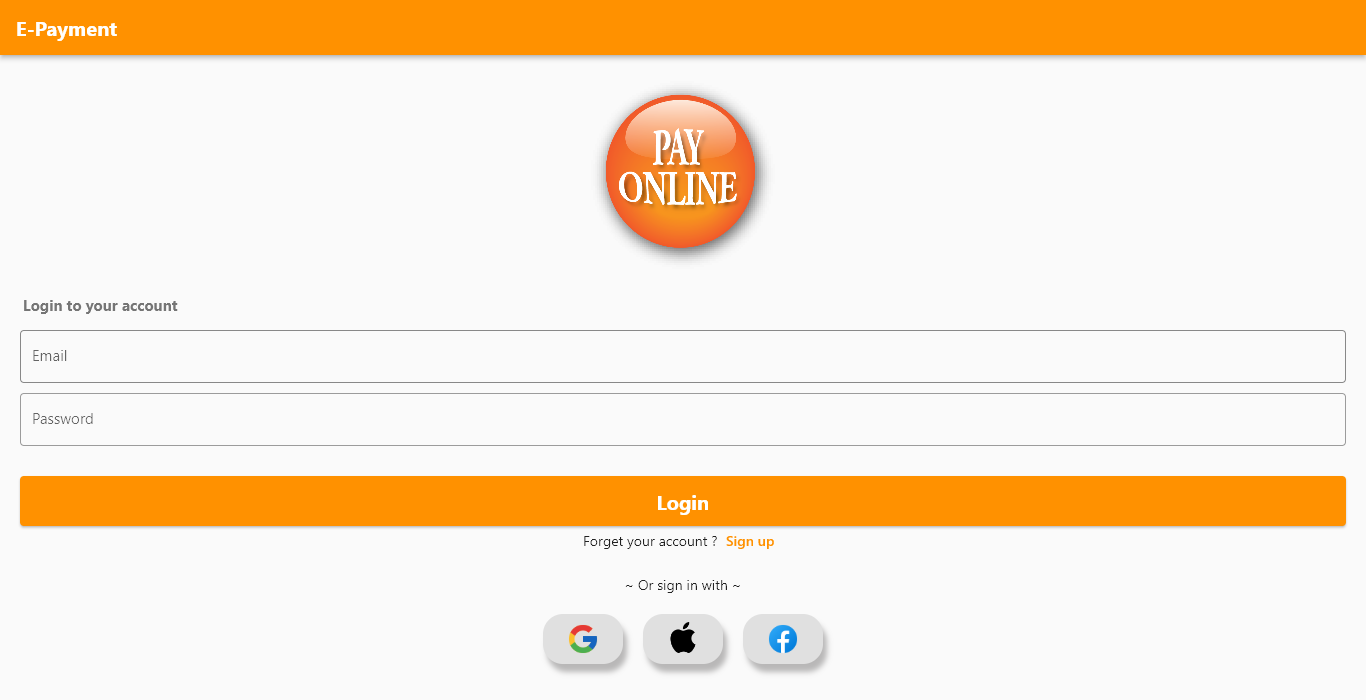 E-Payment
PAY
ONLINE
Login to your account
Email
Password
Login
Forget your account ? Sign up
~ Or sign in with ~